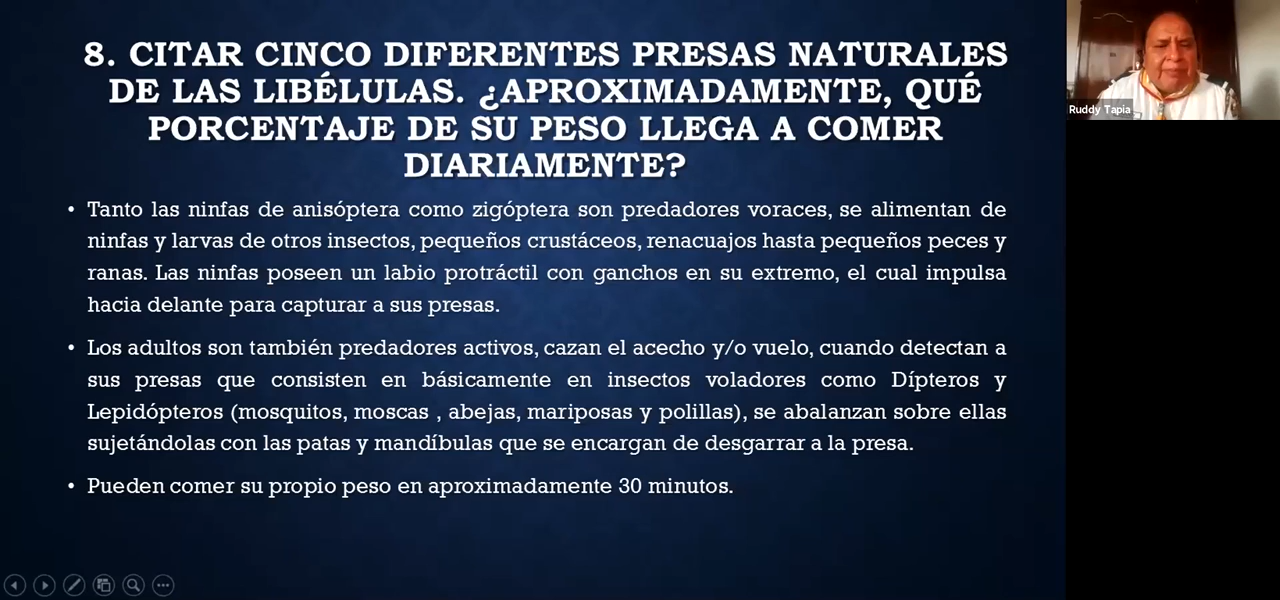 8. CITAR CINCO DIFERENTES PRESAS NATURALES
DE LAS LIBÉLULAS. ¿APROXIMADAMENTE, QUÉ
PORCENTAJE DE SU PESO LLEGA A COMER
DIARIAMENTE?
• Tanto las ninfas de anisóptera como zigóptera son predadores voraces, se alimentan de
ninfas y larvas de otros insectos, pequeños crustáceos, renacuajos hasta pequeños peces y
ranas. Las ninfas poseen un labio protráctil con ganchos en su extremo, el cual impulsa
hacia delante para capturar a sus presas.
• Los adultos son también predadores activos, cazan el acecho y/o vuelo, cuando detectan a
sus presas que consisten en básicamente en insectos voladores como Dípteros y
Lepidópteros (mosquitos, moscas , abejas, mariposas y polillas), se abalanzan sobre ellas
sujetándolas con las patas y mandíbulas que se encargan de desgarrar a la presa.
• Pueden comer su propio peso en aproximadamente 30 minutos.
Ruddy Tapia